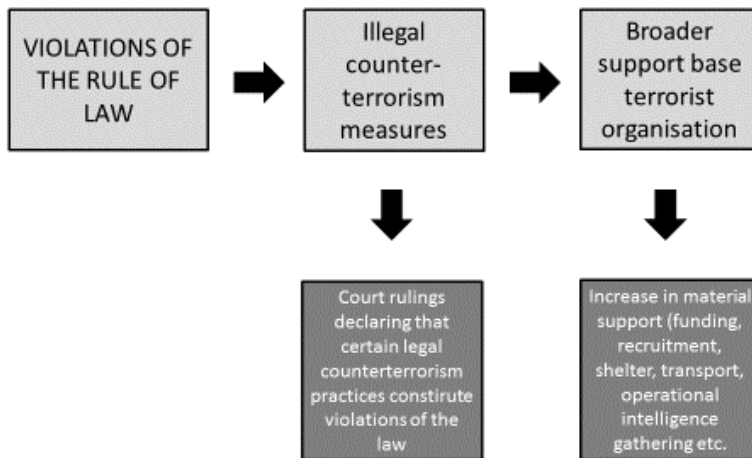 VIOLATIONS OF
THE RULE OF
LAW
Illegal
counter-
terrorism
measures
Broader
support base
terrorist
organisation
Court rulings
declaring that
certain legal
counterterrorism
practices constirute
violations of the
law
Increase in material
support (funding,
recruitment,
shelter, transport,
operational
intelligence
gathering etc.